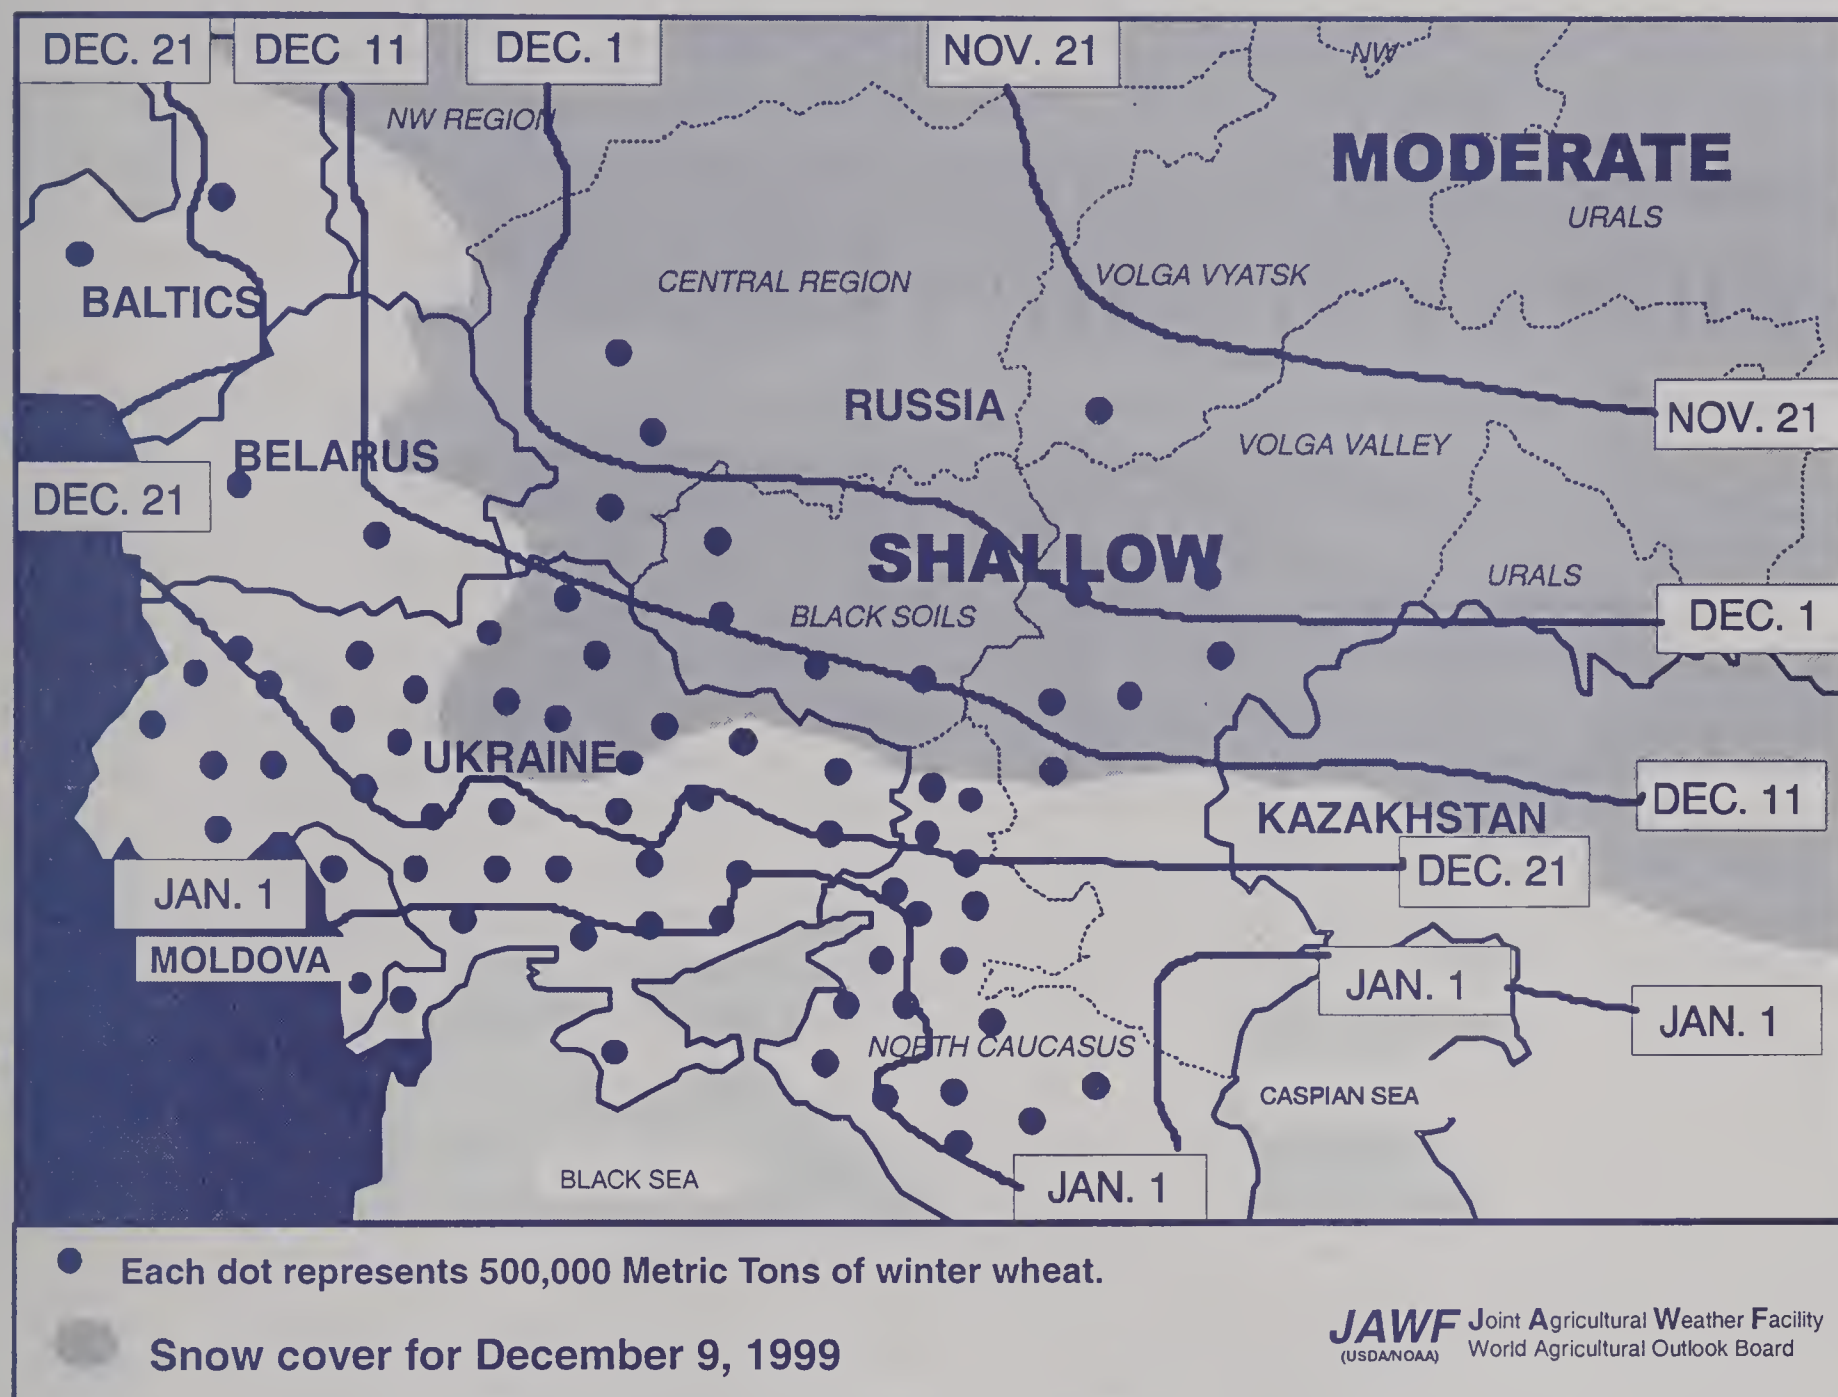 DEC. 21
DEC 11
DEC. 1
NOV. 21
NW
NW REGION
MODERATE
URALS
CENTRAL REGION
VOLGA VYATSK
BALTICS
RUSSIA
NOV. 21
VOLGA VALLEY
BELARUS
DEC. 21
SHALLOW
URALS
BLACK SOILS
DEC. 1
UKRAINE
DEC. 11
KAZAKHSTAN
DEC. 21
JAN. 1
MOLDOVA
JAN. 1
JAN. 1
NORTH CAUCASUS
CASPIAN SEA
BLACK SEA
JAN. 1
Each dot represents 500,000 Metric Tons of winter wheat.
Snow cover for December 9, 1999
JAWF Joint Agricultural Weather Facility
(USDA/NOAA) World Agricultural Outlook Board